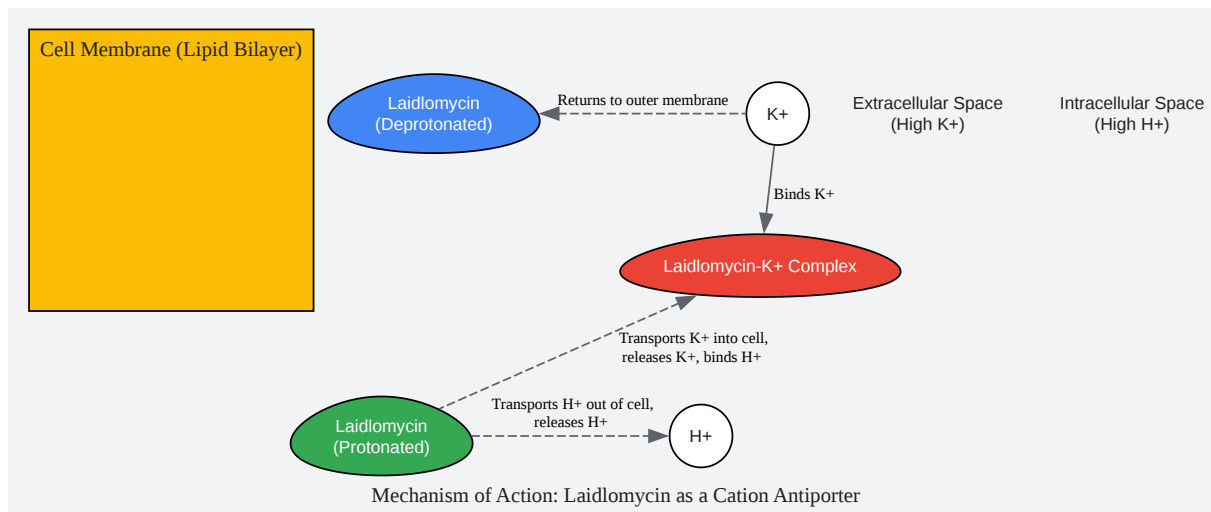 Cell Membrane (Lipid Bilayer)
Laidlomycin
(Deprotonated)
Returns to outer membrane
K+
Extracellular Space
(High K+)
Intracellular Space
(High H+)
Binds K+
Laidlomycin-K+ Complex
Transports K+ into cell,
releases K+, binds H+
Laidlomycin
(Protonated)
Transports H+ out of cell,
releases H+
H+
Mechanism of Action: Laidlomycin as a Cation Antiporter